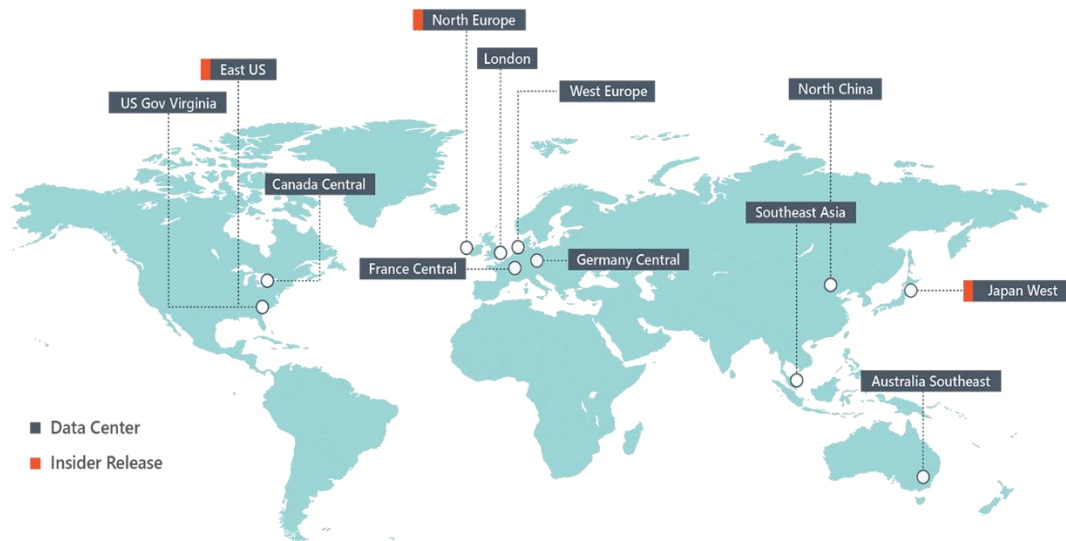 North Europe
London
East US
West Europe
North China
US Gov Virginia
Canada Central
Southeast Asia
France Central
Germany Central
Japan West
Australia Southeast
Data Center
Insider Release